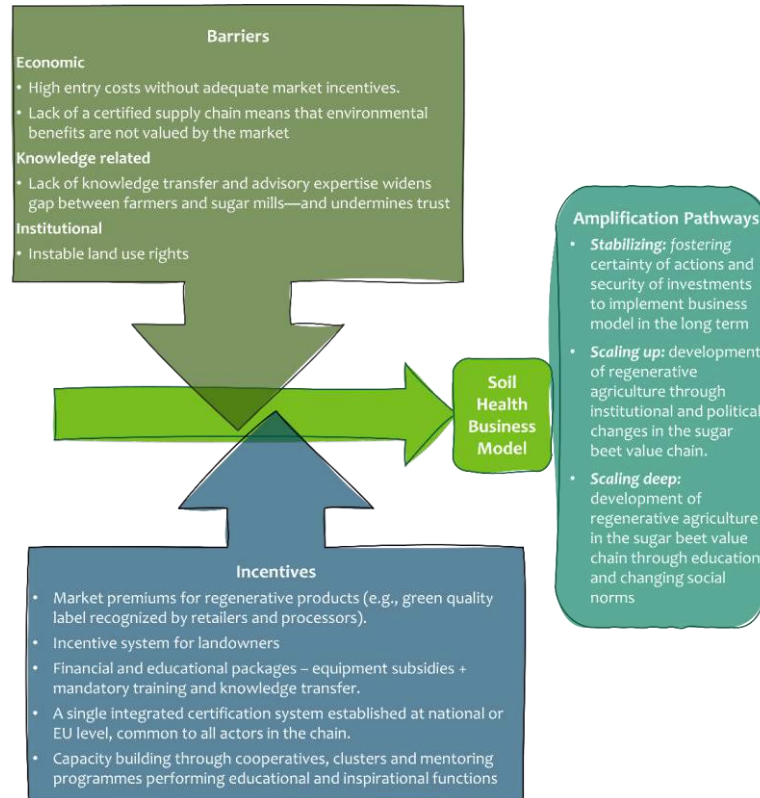 Barriers
Economic
• High entry costs without adequate market incentives.
• Lack of a certified supply chain means that environmental
benefits are not valued by the market
Knowledge related
• Lack of knowledge transfer and advisory expertise widens
gap between farmers and sugar mills—and undermines trust
Institutional
• Instable land use rights
Soil
Health
Business
Model
Amplification Pathways
• Stabilizing: fostering
certainty of actions and
security of investments
to implement business
model in the long term
• Scaling up: development
of regenerative
agriculture through
institutional and political
changes in the sugar
beet value chain.
• Scaling deep:
development of
regenerative agriculture
in the sugar beet value
chain through education
and changing social
norms
Incentives
• Market premiums for regenerative products (e.g., green quality
label recognized by retailers and processors).
• Incentive system for landowners
• Financial and educational packages – equipment subsidies +
mandatory training and knowledge transfer.
• A single integrated certification system established at national or
EU level, common to all actors in the chain.
• Capacity building through cooperatives, clusters and mentoring
programmes performing educational and inspirational functions